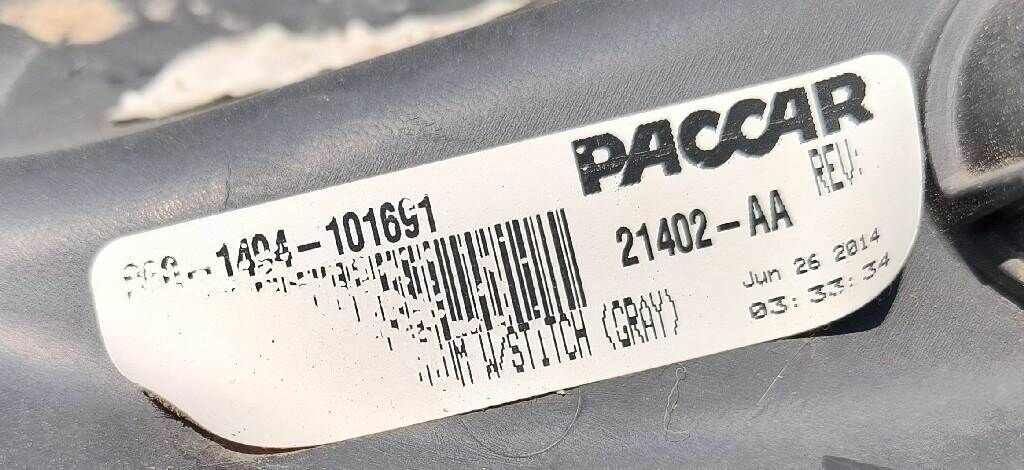 PACCAR
-1494-101691
21402-AA REV:
W/STITCH (GRAY)
Jun 26 2014
03:33:34